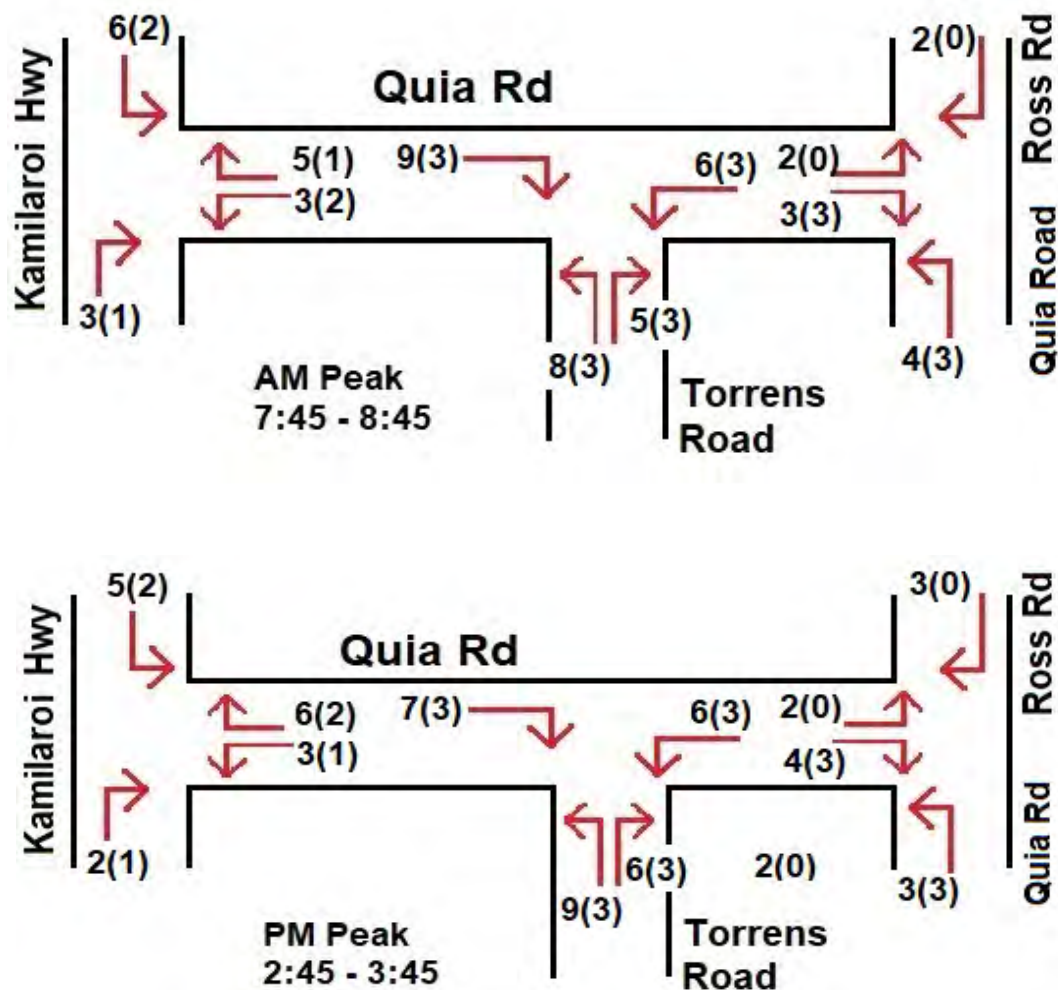 6(2)
2(0)
Kamilaroi Hwy
Quia Rd
Ross Rd
5(1)
9(3)
6(3)
2(0)
3(2)
3(3)
Quia Road
3(1)
5(3)
8(3)
4(3)
AM Peak
7:45 - 8:45
Torrens
Road
5(2)
3(0)
Kamilaroi Hwy
Quia Rd
Ross Rd
6(2)
7(3)
6(3)
2(0)
3(1)
4(3)
Quia Rd
2(1)
6(3)
2(0)
3(3)
9(3)
PM Peak
2:45 - 3:45
Torrens
Road